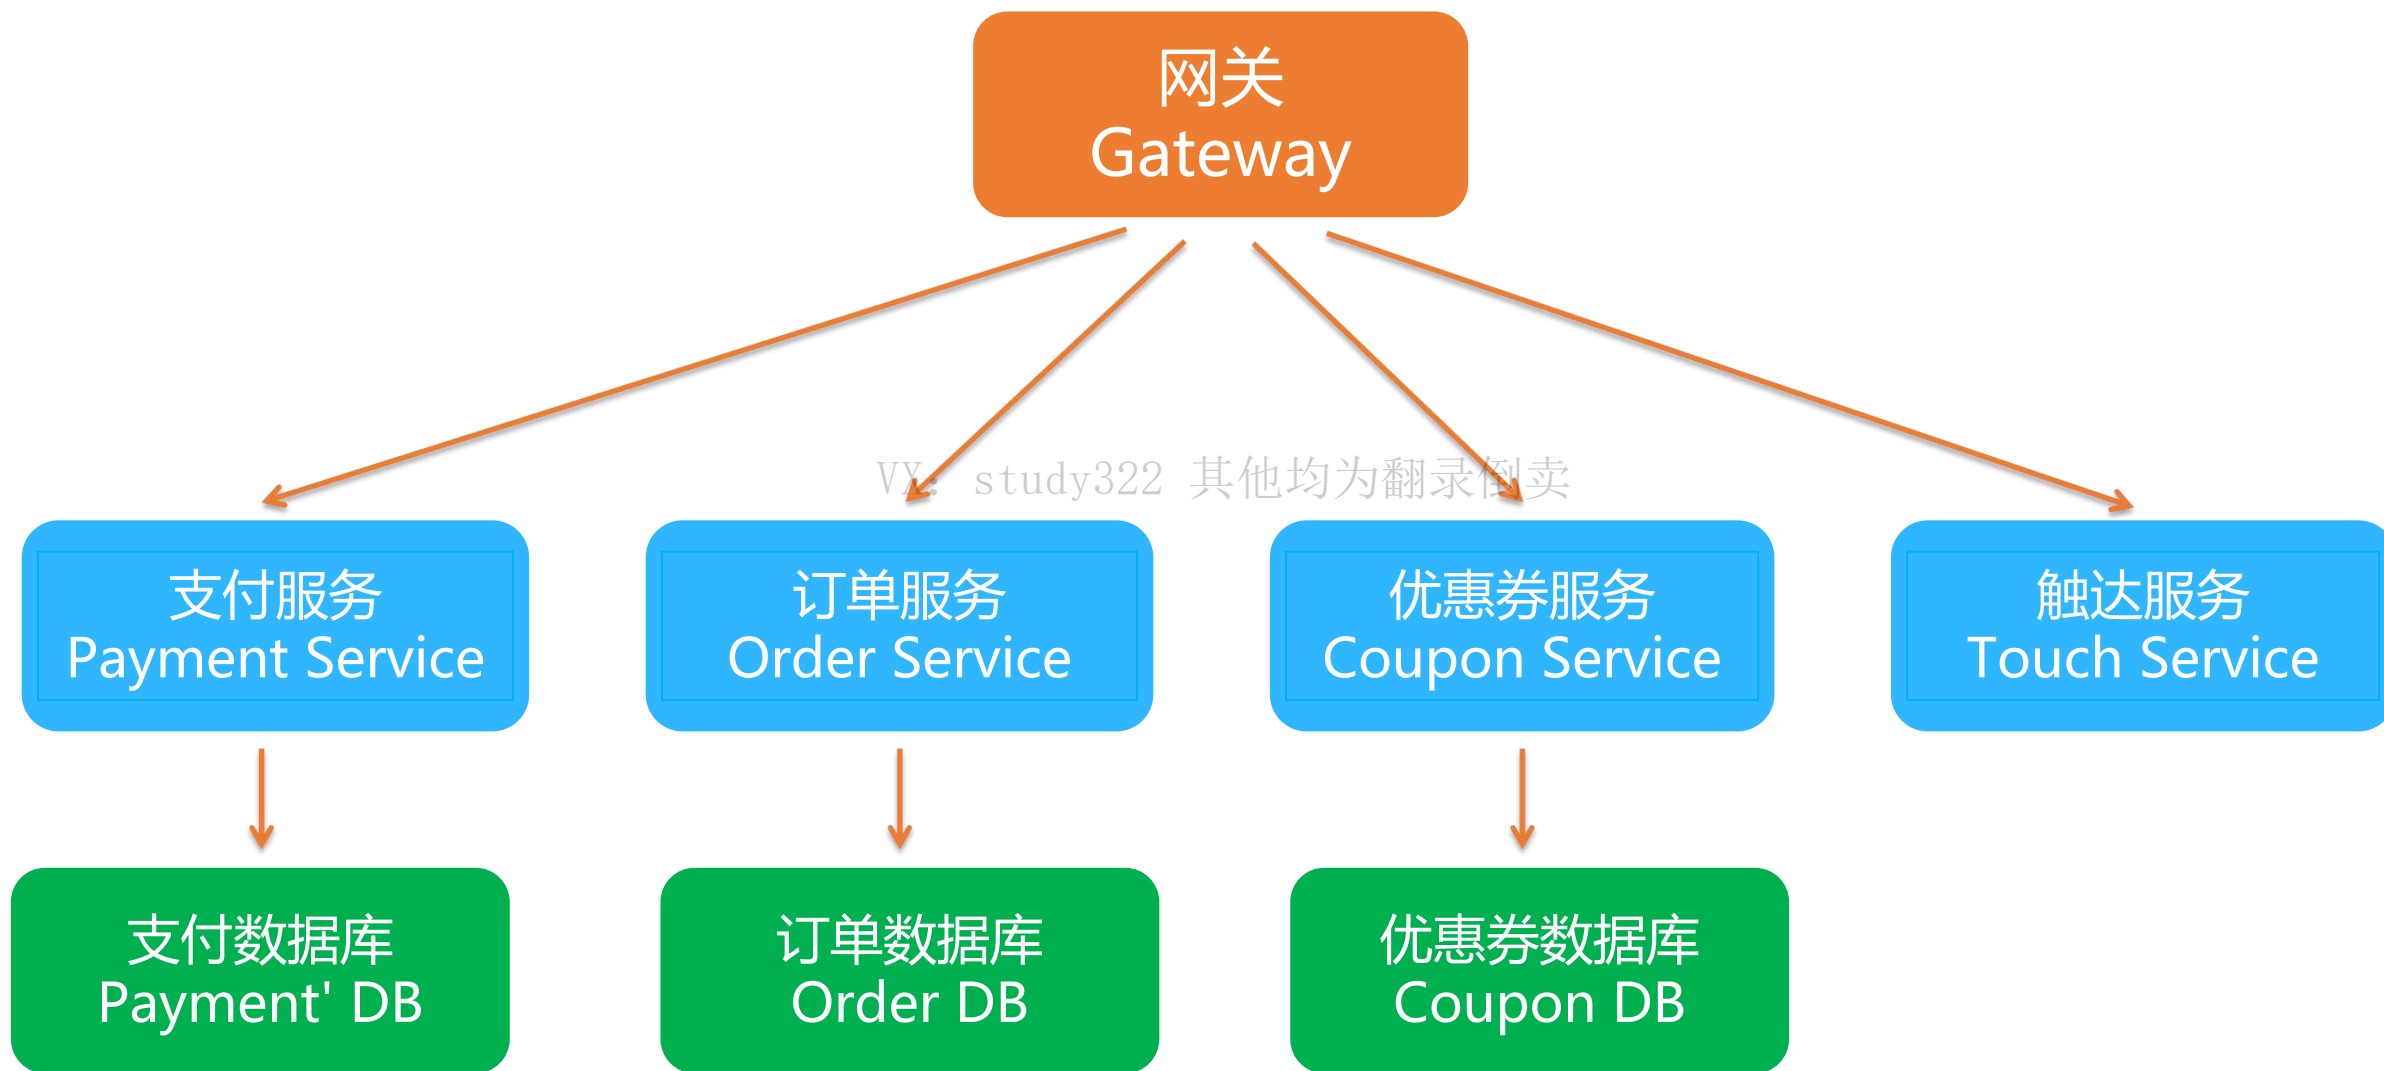 网关
Gateway
VX: study322 其他均为翻录倒卖
支付服务
Payment Service
订单服务
Order Service
优惠券服务
Coupon Service
触达服务
Touch Service
支付数据库
Payment' DB
订单数据库
Order DB
优惠券数据库
Coupon DB